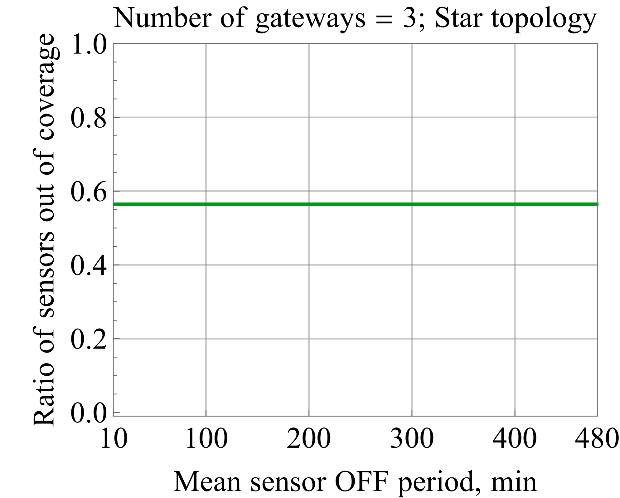 Number of gateways = 3; Star topology
Ratio of sensors out of coverage
1.0
0.8
0.6
0.4
0.2
0.0
10 100 200 300 400 480
Mean sensor OFF period, min